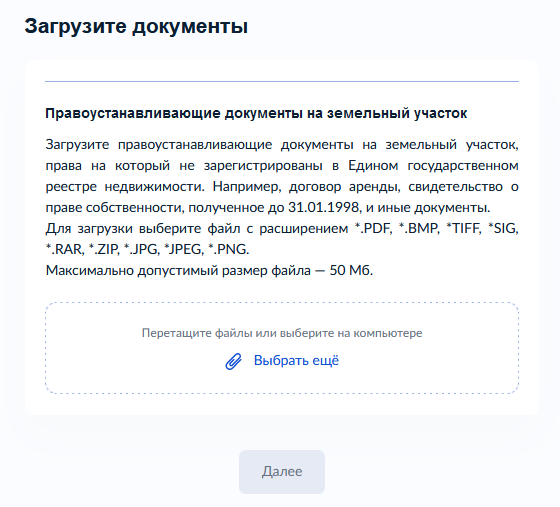 Загрузите документы
Правоустанавливающие документы на земельный участок
Загрузите правоустанавливающие документы на земельный участок,
права на который не зарегистрированы в Едином государственном
реестре недвижимости. Например, договор аренды, свидетельство о
праве собственности, полученное до 31.01.1998, и иные документы.
Для загрузки выберите файл с расширением *.PDF, *.BMP, *TIFF, *SIG,
*.RAR, *.ZIP, *.JPG, *JPEG, *.PNG.
Максимально допустимый размер файла — 50 Мб.
Перетащите файлы или выберите на компьютере
Выбрать ещё
Далее